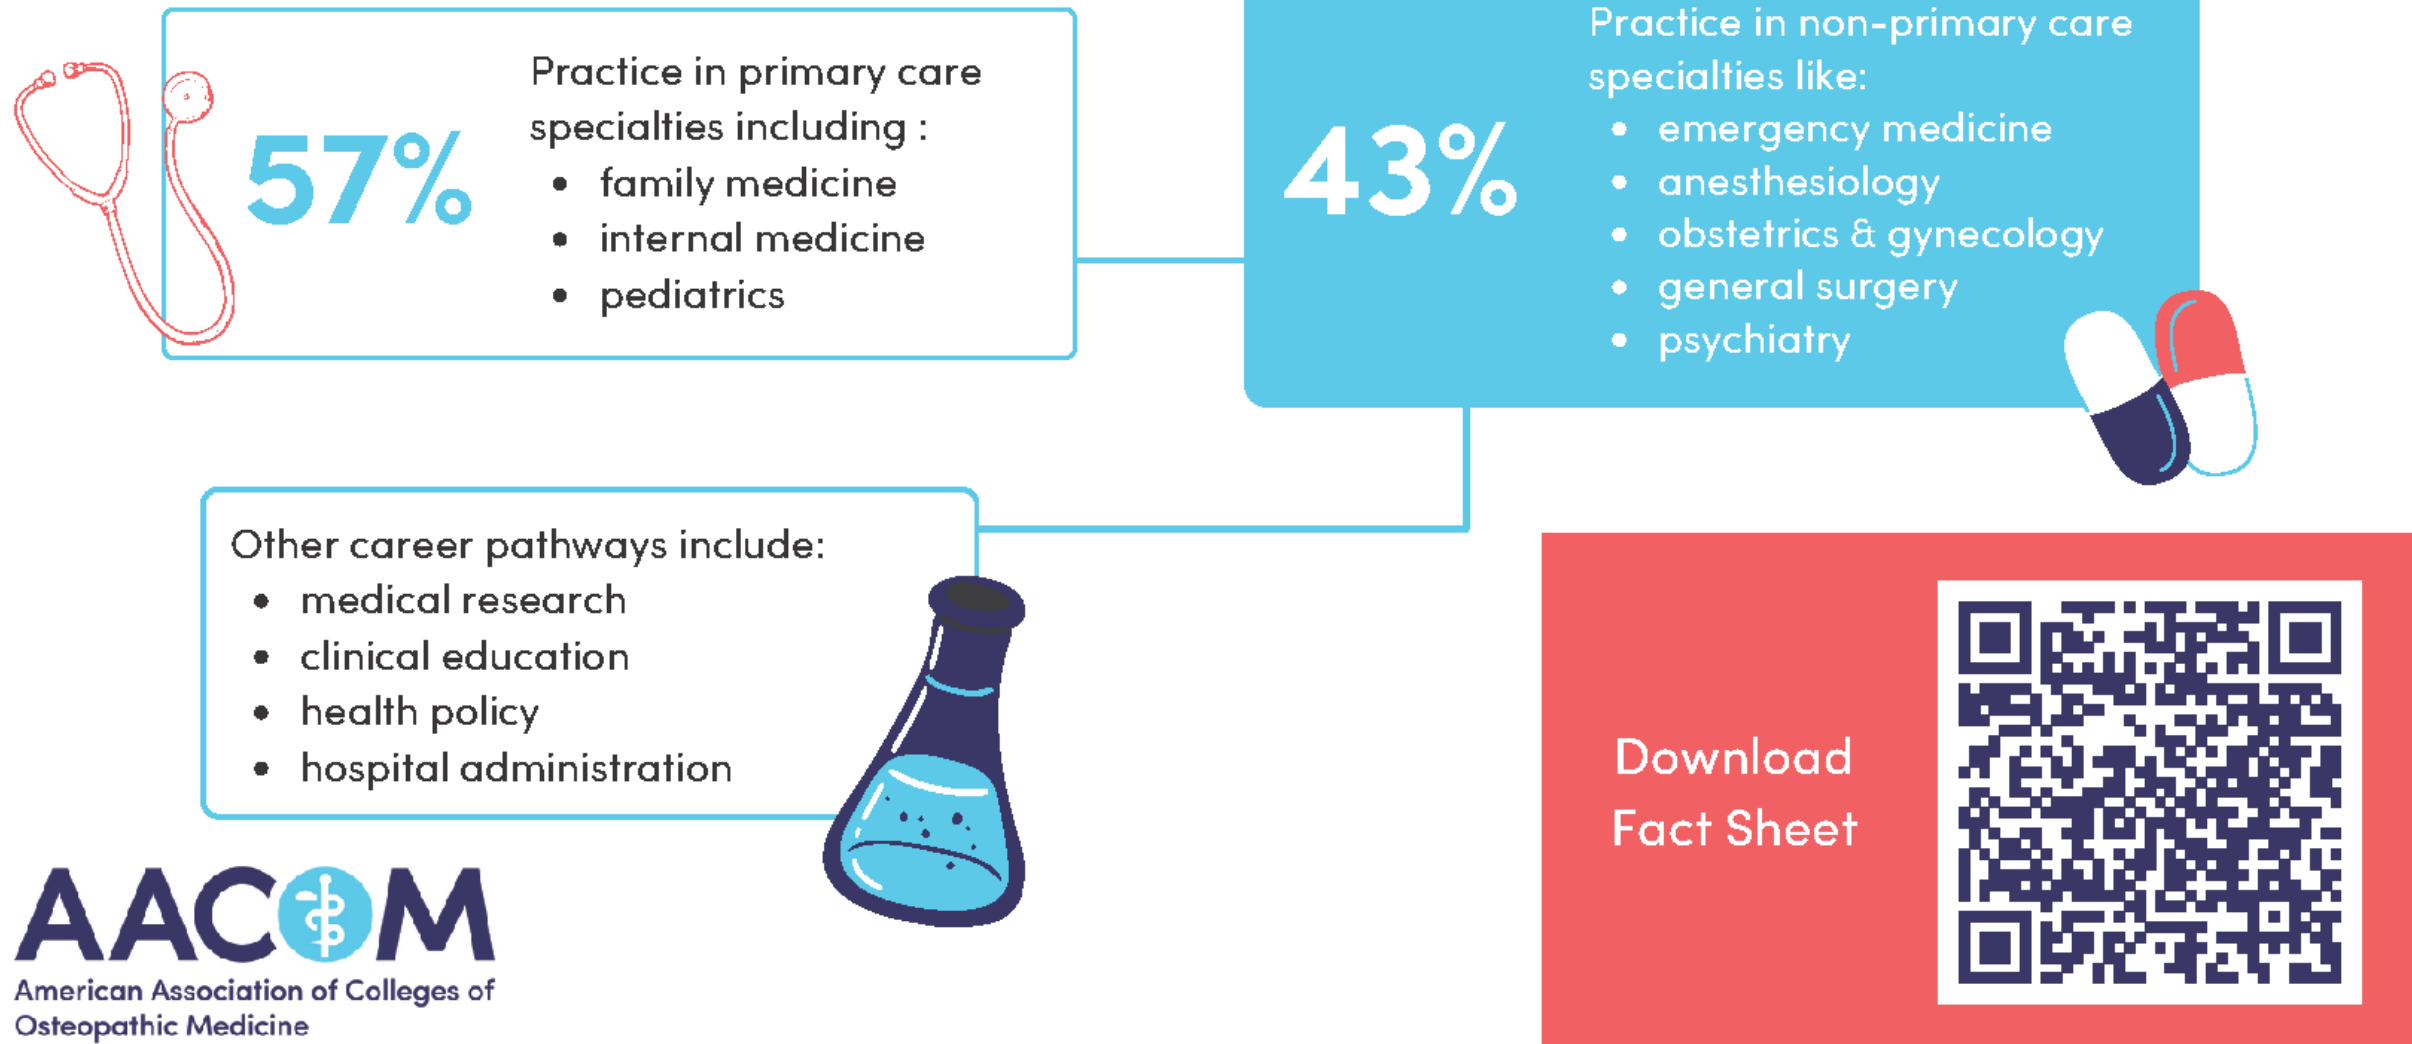 57%
Practice in primary care
specialties including :
• family medicine
• internal medicine
• pediatrics
43%
Practice in non-primary care
specialties like:
• emergency medicine
• anesthesiology
• obstetrics & gynecology
• general surgery
• psychiatry
Other career pathways include:
• medical research
• clinical education
• health policy
• hospital administration
Download
Fact Sheet
AACOM
American Association of Colleges of
Osteopathic Medicine